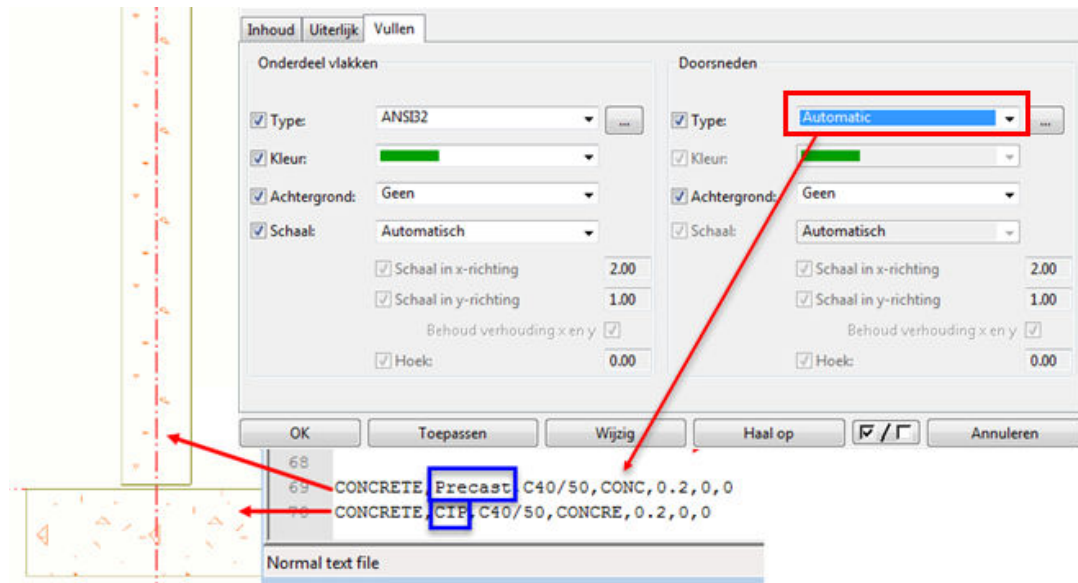 Inhoud Uiterlijk Vullen
Onderdeel vlakken Doorsneden
Type: ANSI32 ... Type: Automatic ...
Kleur: Kleur:
Achtergrond: Geen Achtergrond: Geen
Schaal: Automatisch Schaal: Automatisch
Schaal in x-richting 2.00 Schaal in x-richting 2.00
Schaal in y-richting 1.00 Schaal in y-richting 1.00
Behoud verhouding x en y Behoud verhouding x en y
Hoek: 0.00 Hoek: 0.00
OK Toepassen Wijzig Haal op / Annuleren
68
69 CONCRETE,Precast,C40/50,CONC,0.2,0,0
70 CONCRETE,CIP,C40/50,CONCRE,0.2,0,0
Normal text file